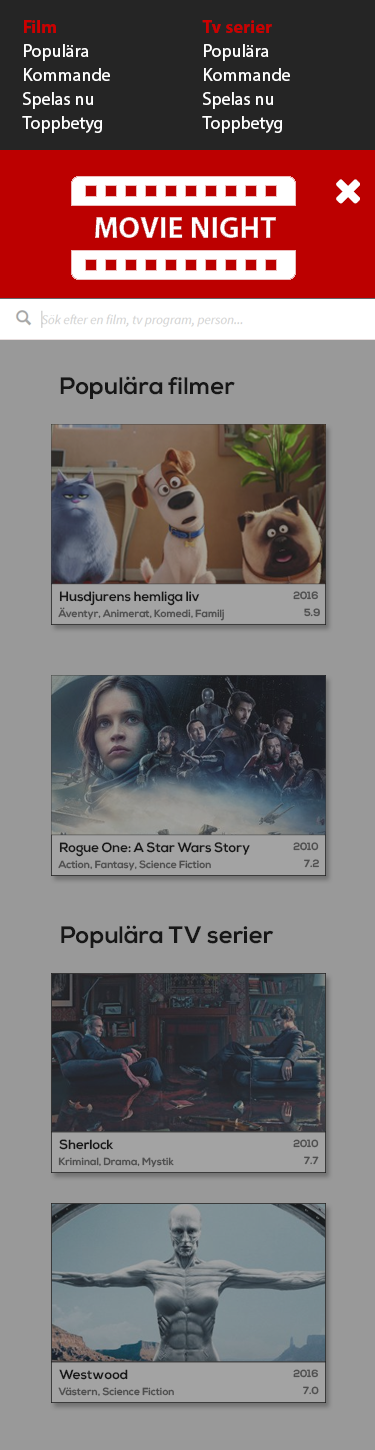 Film
Populära
Kommande
Spelas nu
Toppbetyg
Tv serier
Populära
Kommande
Spelas nu
Toppbetyg
MOVIE NIGHT
Sök efter en film, tv program, person...
Populära filmer
Husdjurens hemliga liv 2016
Äventyr, Animerat, Komedi, Familj 5.9
Rogue One: A Star Wars Story 2010
Action, Fantasy, Science Fiction 7.2
Populära TV serier
Sherlock 2010
Kriminal, Drama, Mystik 7.7
Westwood 2016
Västern, Science Fiction 7.0